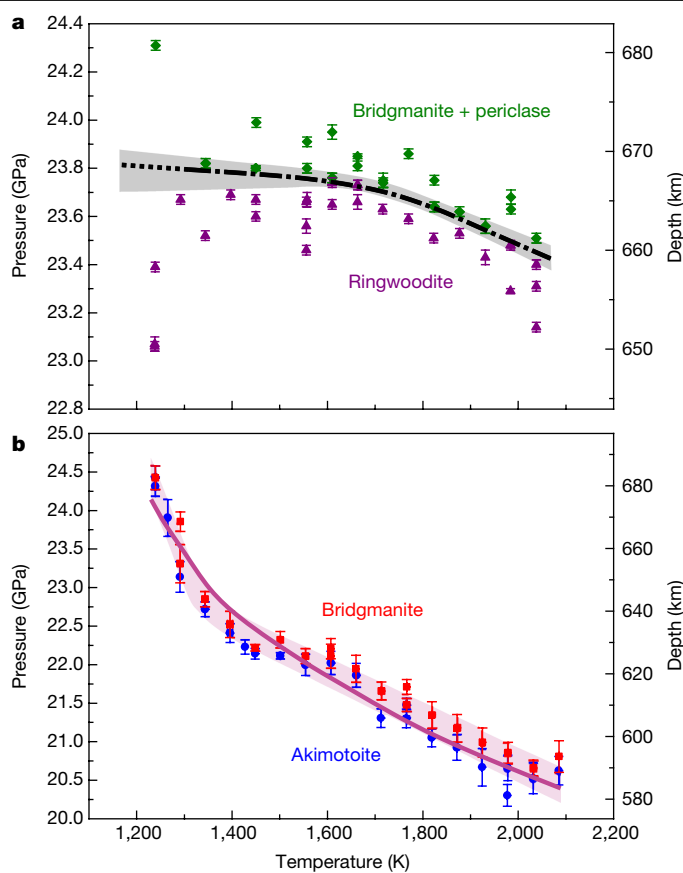 a
24.4
24.2
24.0
23.8
23.6
23.4
23.2
23.0
22.8
Pressure (GPa)
680
670
660
650
Depth (km)
Bridgmanite + periclase
Ringwoodite
b
25.0
24.5
24.0
23.5
23.0
22.5
22.0
21.5
21.0
20.5
20.0
Pressure (GPa)
680
660
640
620
600
580
Depth (km)
Bridgmanite
Akimotoite
1,200 1,400 1,600 1,800 2,000 2,200
Temperature (K)